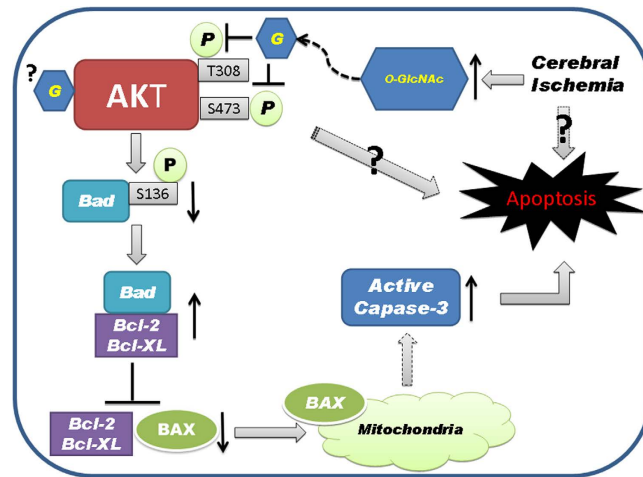 P
G
O-GlcNAc
Cerebral
Ischemia
?
G
AKT
T308
S473
P
?
?
P
Bad
S136
Apoptosis
Bad
Bcl-2
Bcl-XL
Active
Capase-3
Bcl-2
Bcl-XL
BAX
BAX
Mitochondria